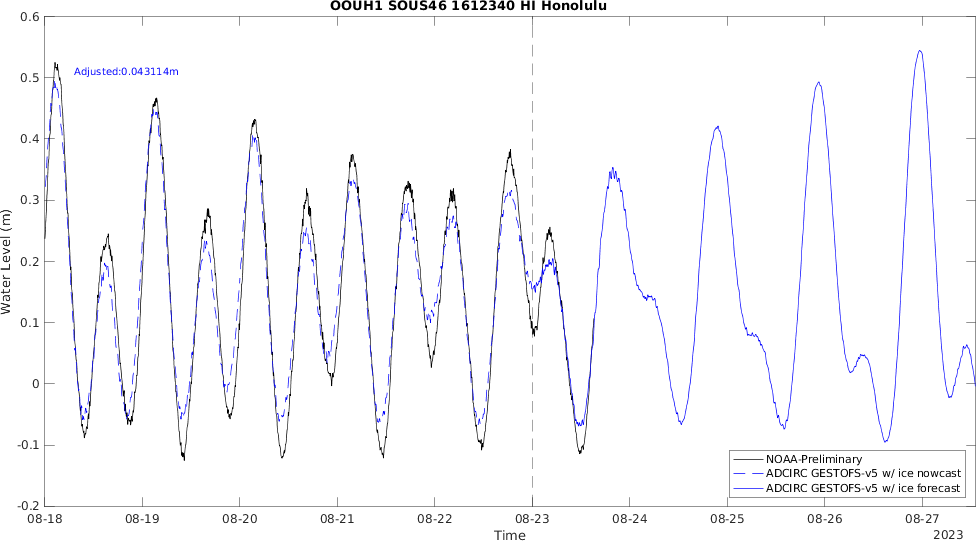 OOUH1 SOUS46 1612340 HI Honolulu
0.6
0.5
0.4
0.3
0.2
0.1
0
-0.1
-0.2
Water Level (m)
Adjusted:0.043114m
NOAA-Preliminary
ADCIRC GESTOFS-v5 w/ ice nowcast
ADCIRC GESTOFS-v5 w/ ice forecast
08-18 08-19 08-20 08-21 08-22 08-23 08-24 08-25 08-26 08-27
Time
2023